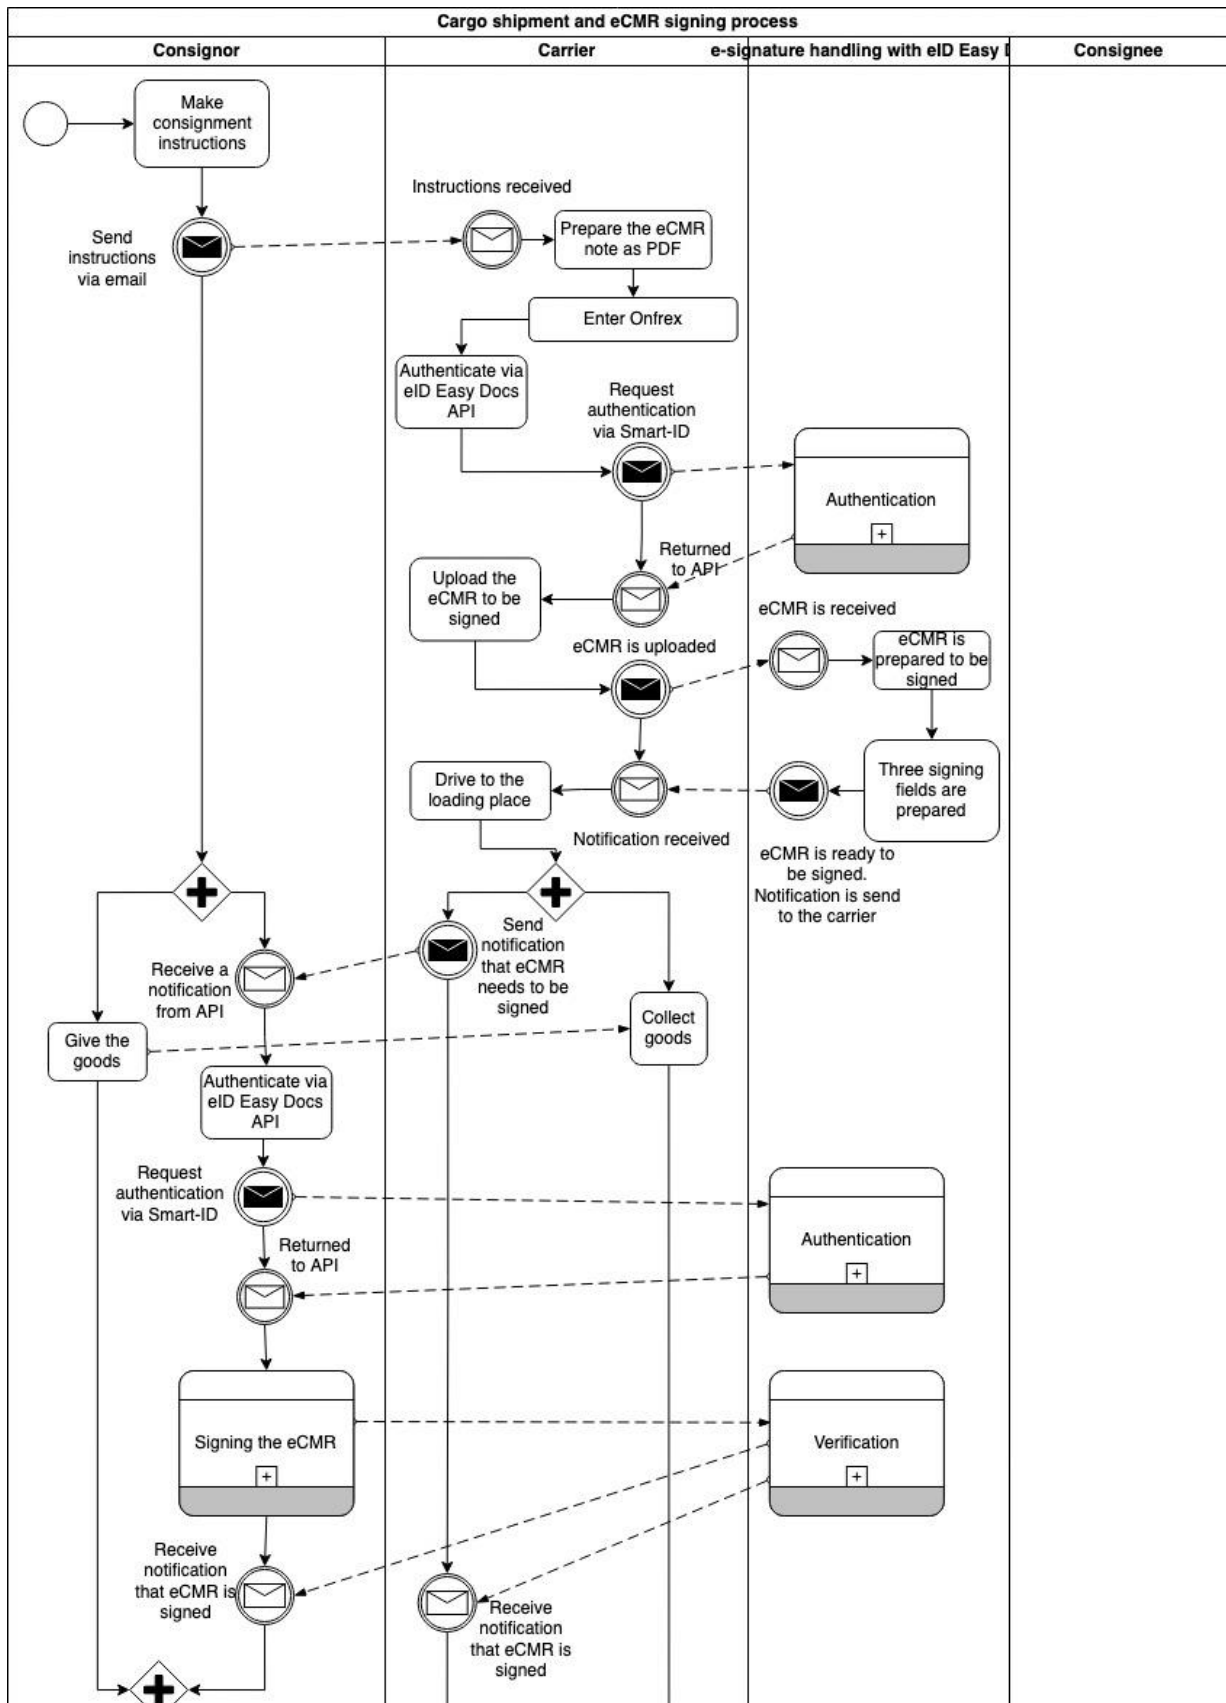 Cargo shipment and eCMR signing process
Consignor
Carrier
e-signature handling with eID Easy D
Consignee
Make
consignment
instructions
Send
instructions
via email
Instructions received
Prepare the eCMR
note as PDF
Enter Onfrex
Authenticate via
eID Easy Docs
API
Request
authentication
via Smart-ID
Authentication
+
Returned
to API
Upload the
eCMR to be
signed
eCMR is uploaded
eCMR is received
eCMR is
prepared to be
signed
Three signing
fields are
prepared
eCMR is ready to
be signed.
Notification is send
to the carrier
Notification received
Drive to the
loading place
Send
notification
that eCMR
needs to be
signed
Receive a
notification
from API
Give the
goods
Collect
goods
Authenticate via
eID Easy Docs
API
Request
authentication
via Smart-ID
Authentication
+
Returned
to API
Signing the eCMR
+
Verification
+
Receive
notification
that eCMR is
signed
Receive
notification
that eCMR is
signed